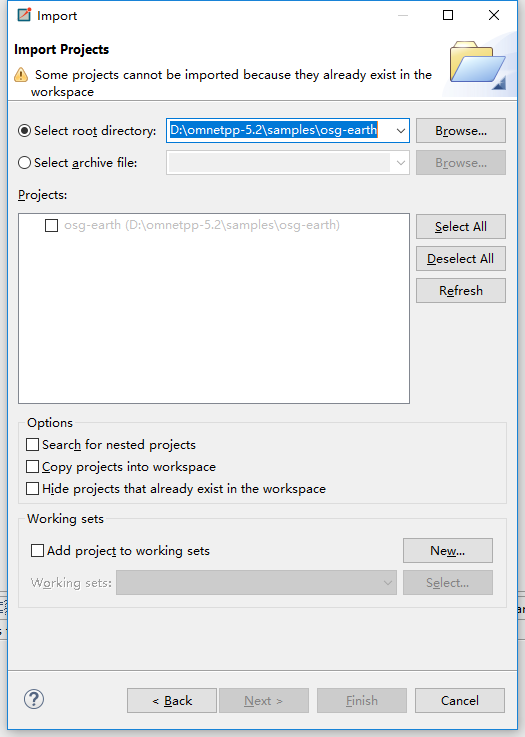 Import
Import Projects
Some projects cannot be imported because they already exist in the
workspace
Select root directory:
D:\omnetpp-5.2\samples\osg-earth
Browse...
Select archive file:
Browse...
Projects:
osg-earth (D:\omnetpp-5.2\samples\osg-earth)
Select All
Deselect All
Refresh
Options
Search for nested projects
Copy projects into workspace
Hide projects that already exist in the workspace
Working sets
Add project to working sets
New...
Working sets:
Select...
?
< Back
Next >
Finish
Cancel